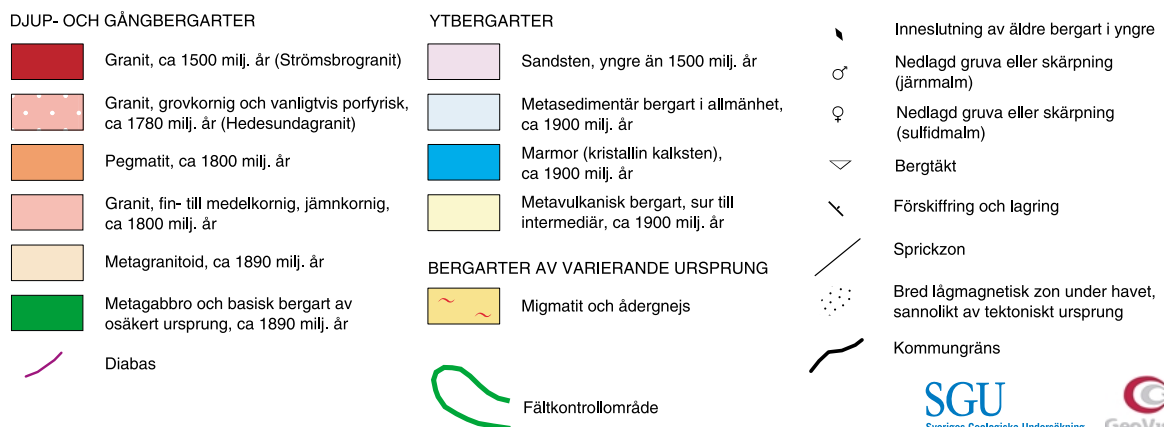 DJUP- OCH GÅNGBERGARTER
Granit, ca 1500 milj. år (Strömsbrogranit)
Granit, grovkornig och vanligtvis porfyrisk,
ca 1780 milj. år (Hedesundagranit)
Pegmatit, ca 1800 milj. år
Granit, fin- till medelkornig, jämnkornig,
ca 1800 milj. år
Metagranitoid, ca 1890 milj. år
Metagabbro och basisk bergart av
osäkert ursprung, ca 1890 milj. år
Diabas
YTBERGARTER
Sandsten, yngre än 1500 milj. år
Metasedimentär bergart i allmänhet,
ca 1900 milj. år
Marmor (kristallin kalksten),
ca 1900 milj. år
Metavulkanisk bergart, sur till
intermediär, ca 1900 milj. år
BERGARTER AV VARIERANDE URSPRUNG
Migmatit och ådergnejs
Fältkontrollområde
Inneslutning av äldre bergart i yngre
Nedlagd gruva eller skärpning
(järnmalm)
Nedlagd gruva eller skärpning
(sulfidmalm)
Bergtäkt
Förskiffring och lagring
Sprickzon
Bred lågmagnetisk zon under havet,
sannolikt av tektoniskt ursprung
Kommungräns
SGU
Sveriges Geologiska Undersökning